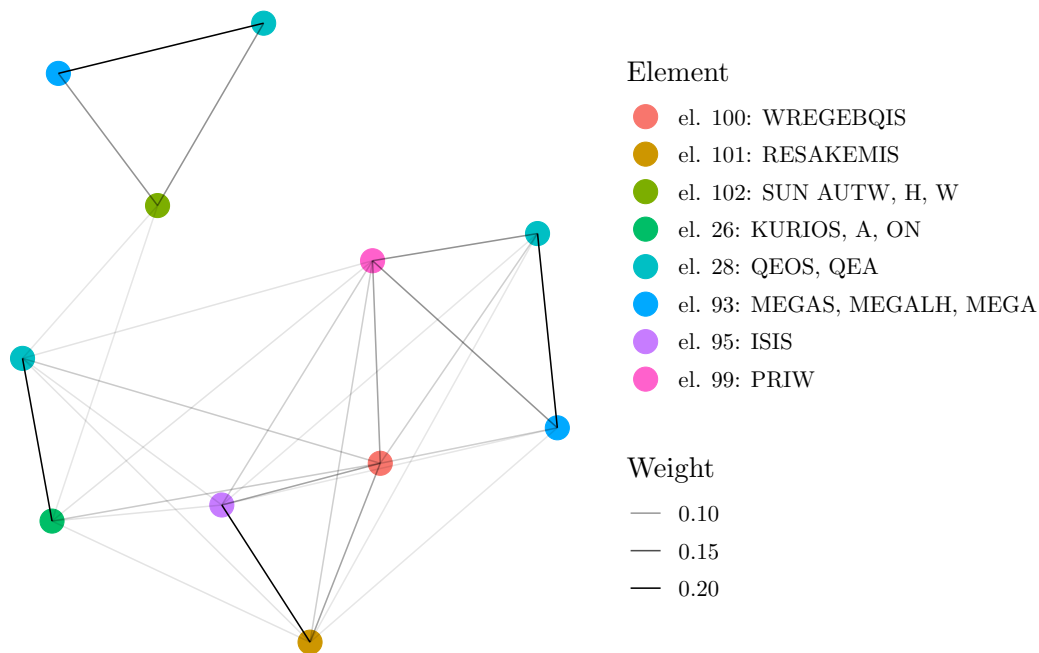 Element
el. 100: WREGEBQIS
el. 101: RESAKEMIS
el. 102: SUN AUTW, H, W
el. 26: KURIOS, A, ON
el. 28: QEOS, QEA
el. 93: MEGAS, MEGALH, MEGA
el. 95: ISIS
el. 99: PRIW
Weight
0.10
0.15
0.20